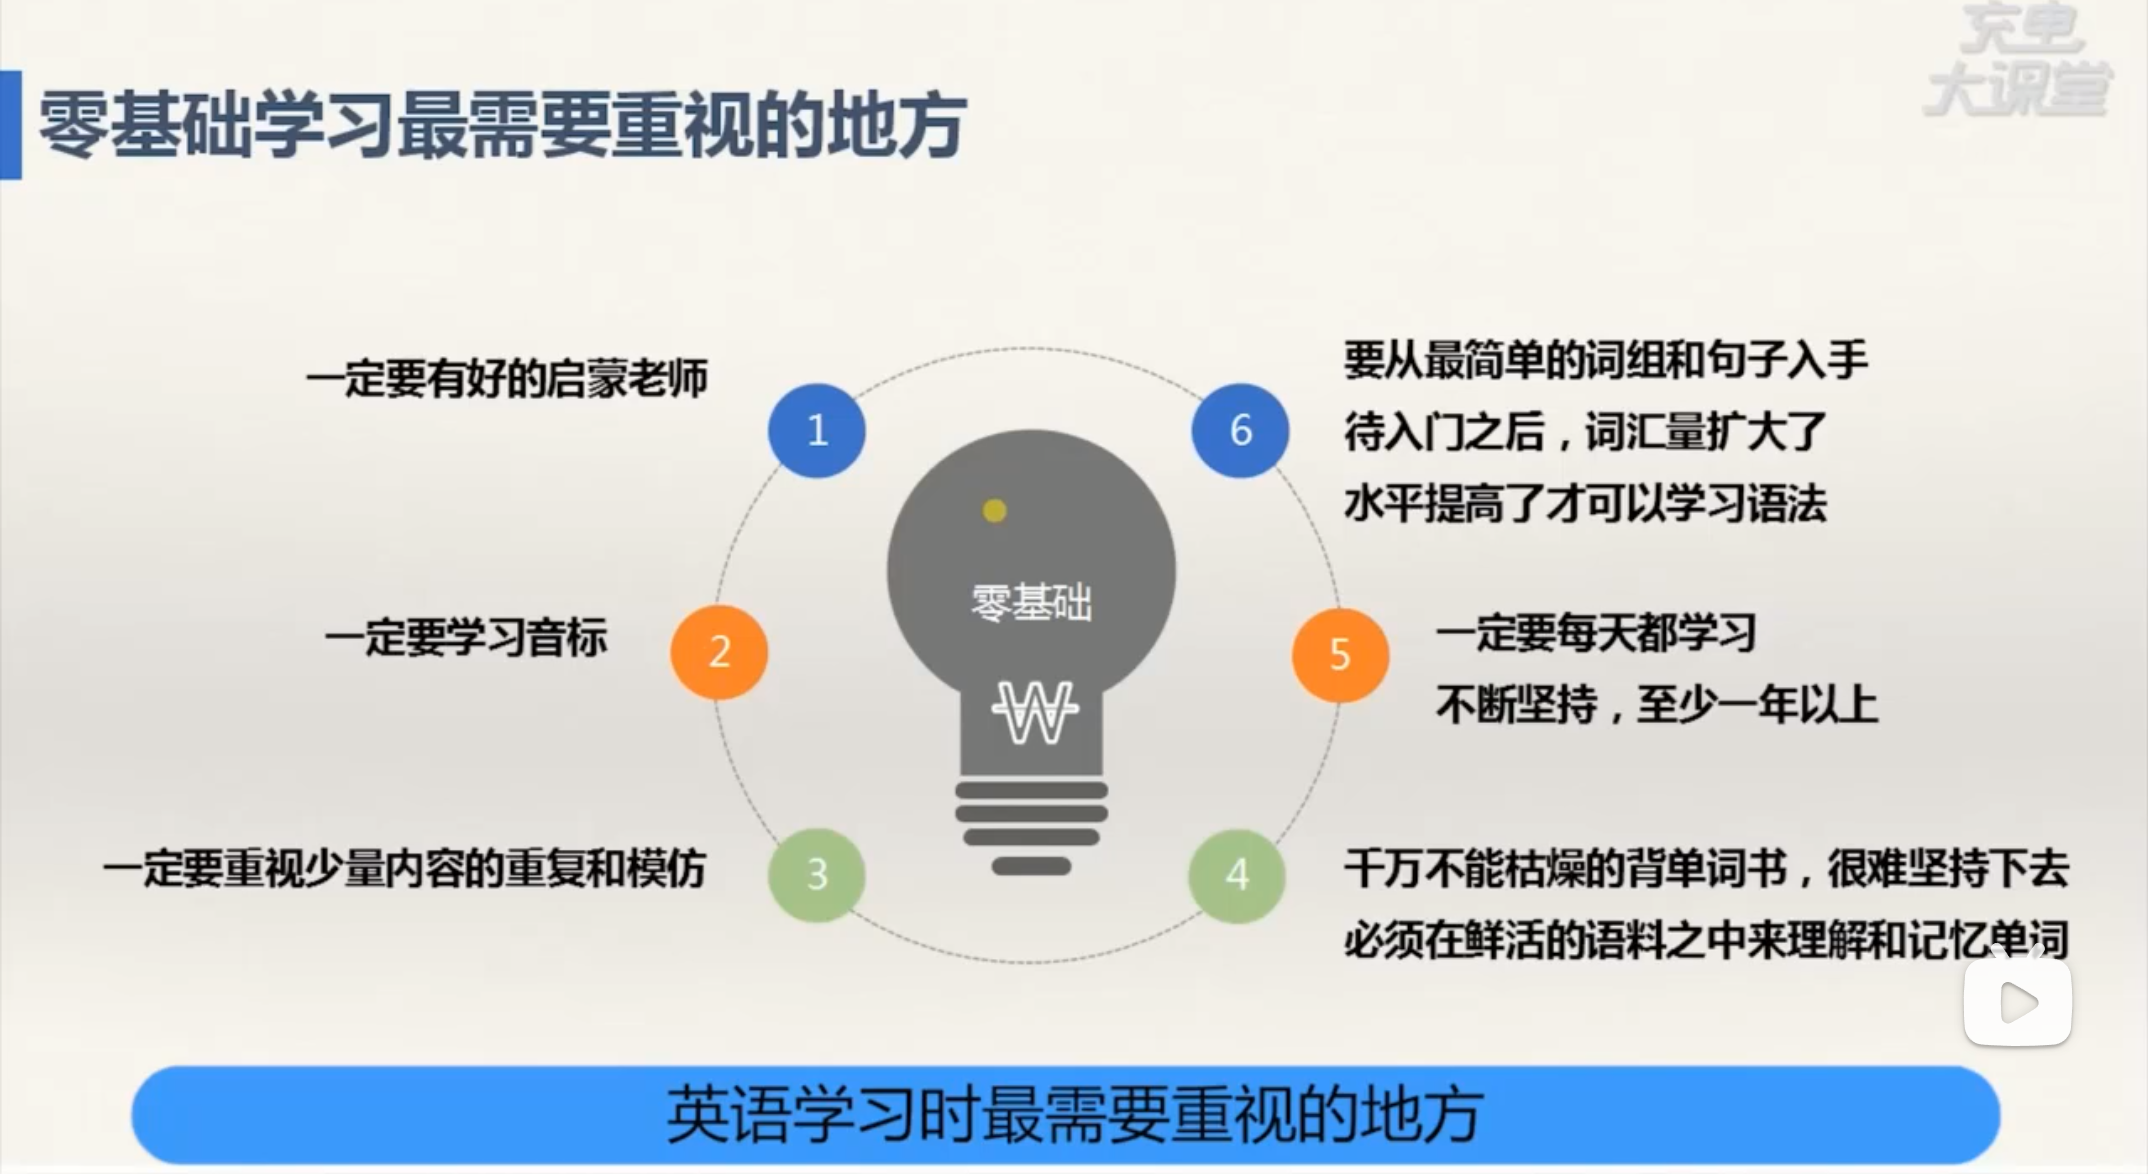 充电
大课堂
零基础学习最需要重视的地方
一定要有好的启蒙老师
1
一定要学习音标
2
一定要重视少量内容的重复和模仿
3
零基础
₩
6
要从最简单的词组和句子入手
待入门之后，词汇量扩大了
水平提高了才可以学习语法
5
一定要每天都学习
不断坚持，至少一年以上
4
千万不能枯燥的背单词书，很难坚持下去
必须在鲜活的语料之中来理解和记忆单词
英语学习时最需要重视的地方